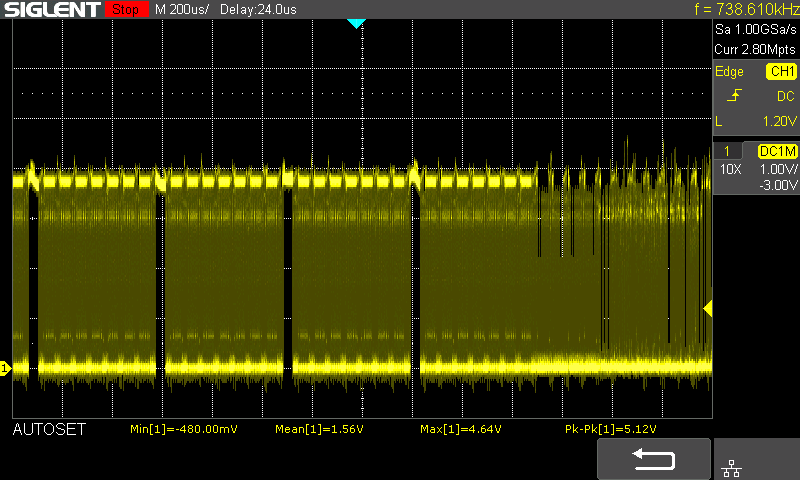 SIGLENT Stop M 200us/ Delay:24.0us f = 738.610kHz
Sa 1.00GSa/s
Curr 2.80Mpts
Edge CH1
DC
L 1.20V
1 DC1M
10X 1.00V/
-3.00V
1
AUTOSET Min[1]=-480.00mV Mean[1]=1.56V Max[1]=4.64V Pk-Pk[1]=5.12V